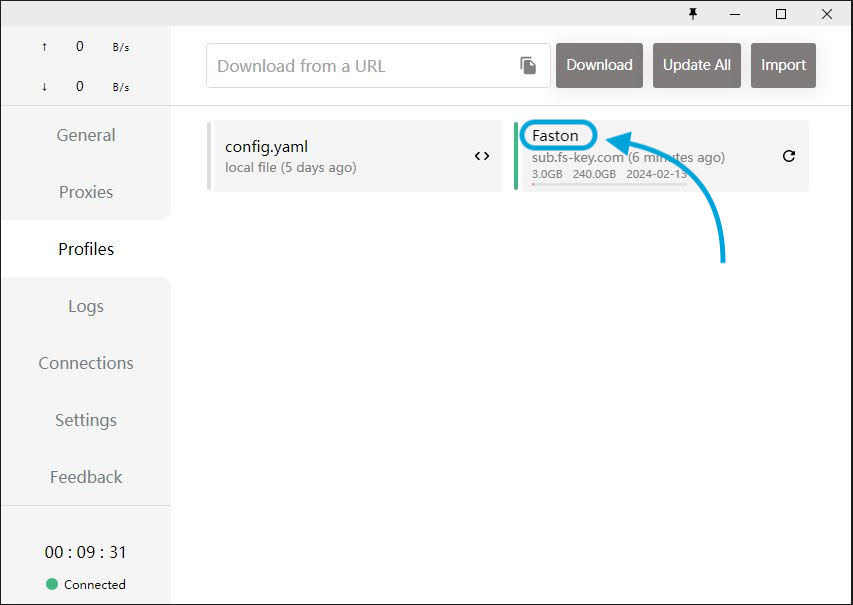 ↑ 0 B/s
↓ 0 B/s
Download from a URL
Download
Update All
Import
General
Proxies
Profiles
Logs
Connections
Settings
Feedback
00 : 09 : 31
Connected
config.yaml
local file (5 days ago)
Faston
sub.fs-key.com (6 minutes ago)
3.0GB 240.0GB 2024-02-13